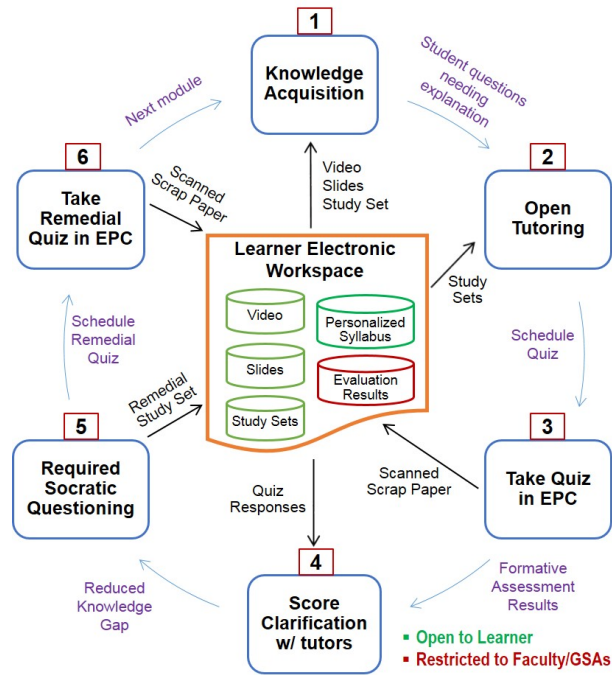 1
Knowledge
Acquisition
Student questions
needing
explanation
2
Open
Tutoring
Schedule
Quiz
3
Take Quiz
in EPC
Formative
Assessment
Results
4
Score
Clarification
w/ tutors
Reduced
Knowledge
Gap
5
Required
Socratic
Questioning
Schedule
Remedial
Quiz
6
Take
Remedial
Quiz in EPC
Next module
Scanned
Scrap Paper
Video
Slides
Study Set
Learner Electronic
Workspace
Video
Slides
Study Sets
Personalized
Syllabus
Evaluation
Results
Study
Sets
Scanned
Scrap Paper
Quiz
Responses
Remedial
Study Set
▪ Open to Learner
▪ Restricted to Faculty/GSAs